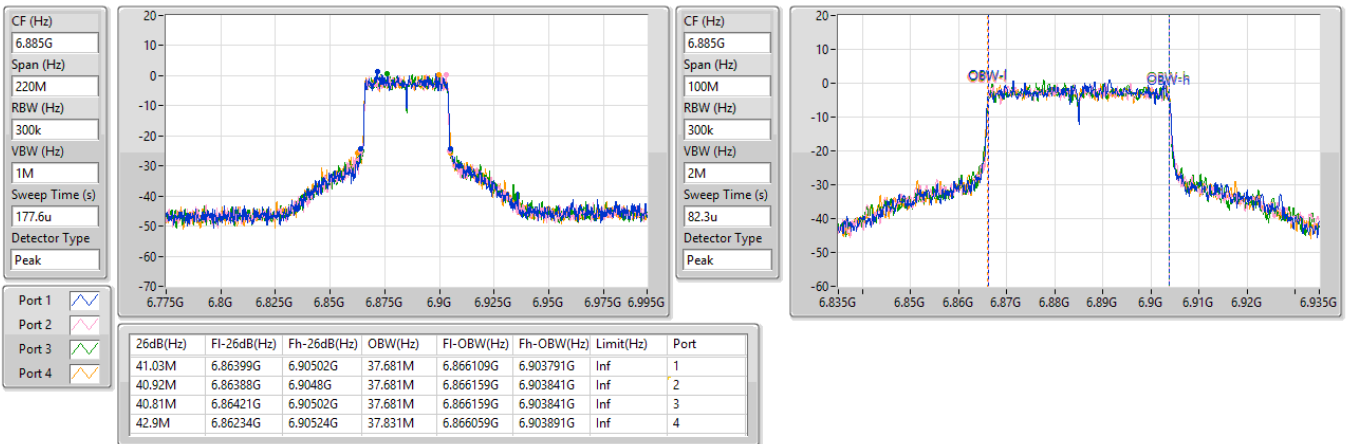 CF (Hz)
6.885G
Span (Hz)
220M
RBW (Hz)
300k
VBW (Hz)
1M
Sweep Time (s)
177.6u
Detector Type
Peak
20
10
0
-10
-20
-30
-40
-50
-60
-70
6.775G 6.8G 6.825G 6.85G 6.875G 6.9G 6.925G 6.95G 6.975G 6.995G
CF (Hz)
6.885G
Span (Hz)
100M
RBW (Hz)
300k
VBW (Hz)
2M
Sweep Time (s)
82.3u
Detector Type
Peak
20
10
0
-10
-20
-30
-40
-50
-60
OBW-l OBW-h
6.835G 6.85G 6.86G 6.87G 6.88G 6.89G 6.9G 6.91G 6.92G 6.935G
Port 1
Port 2
Port 3
Port 4
26dB(Hz) Fl-26dB(Hz) Fh-26dB(Hz) OBW(Hz) Fl-OBW(Hz) Fh-OBW(Hz) Limit(Hz) Port
41.03M 6.86399G 6.90502G 37.681M 6.866109G 6.903791G Inf 1
40.92M 6.86388G 6.9048G 37.681M 6.866159G 6.903841G Inf 2
40.81M 6.86421G 6.90502G 37.681M 6.866159G 6.903841G Inf 3
42.9M 6.86234G 6.90524G 37.831M 6.866059G 6.903891G Inf 4